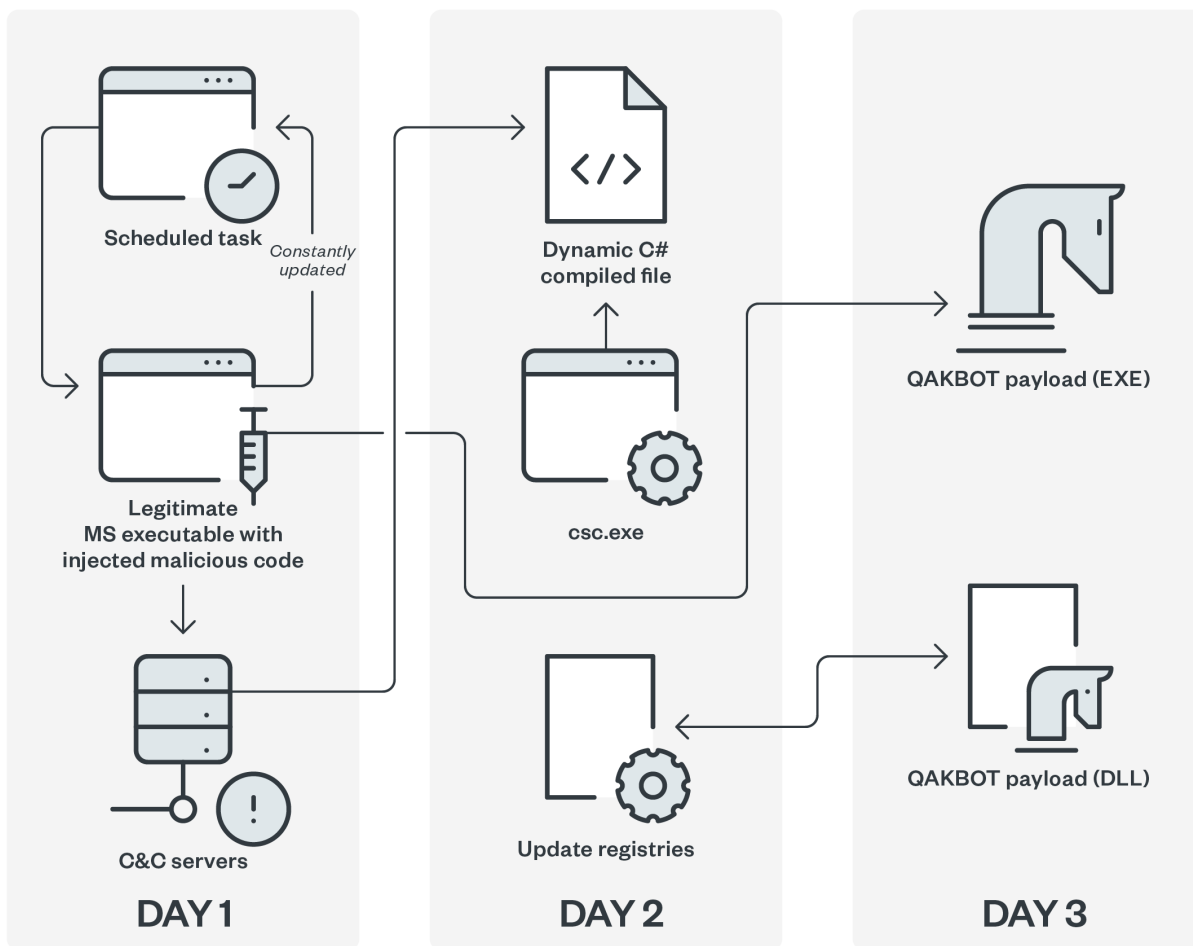 Scheduled task
Constantly
updated
Legitimate
MS executable with
injected malicious code
C&C servers
DAY 1
Dynamic C#
compiled file
</>
csc.exe
Update registries
DAY 2
QAKBOT payload (EXE)
QAKBOT payload (DLL)
DAY 3